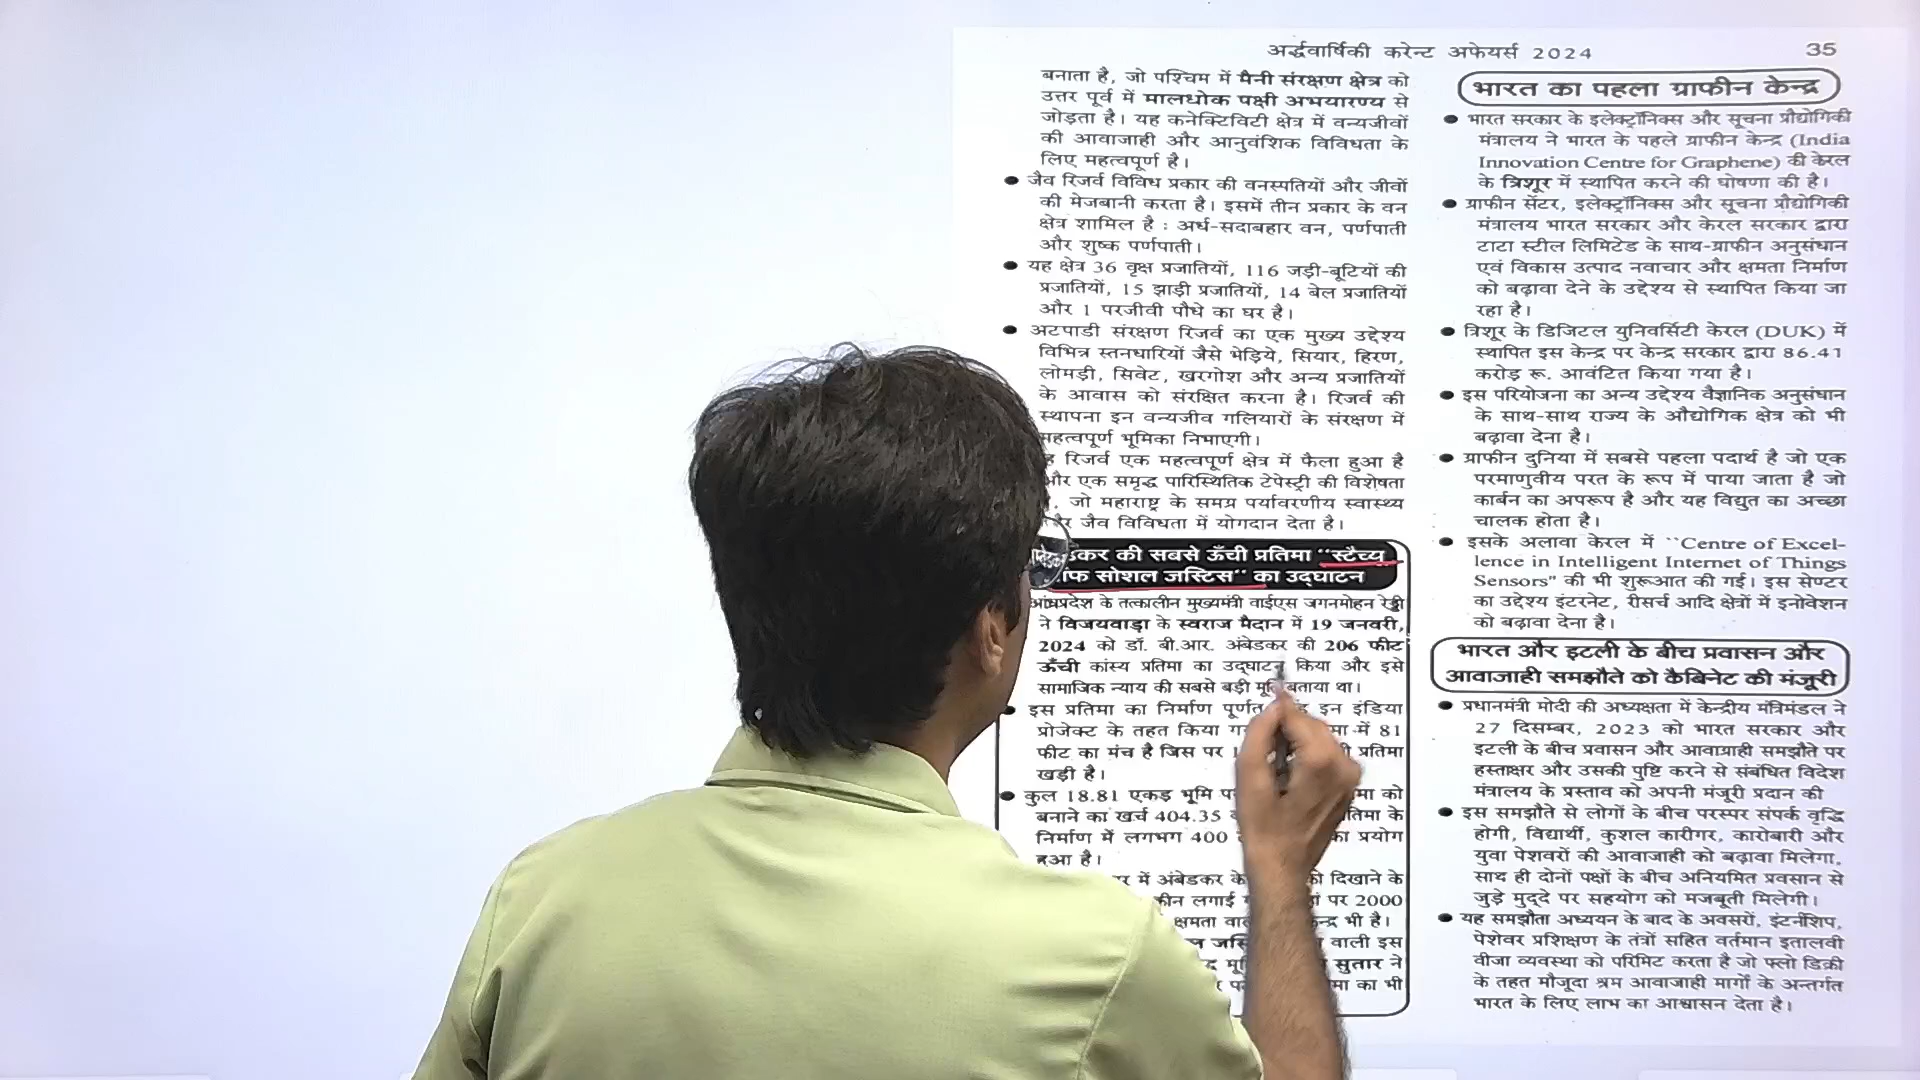 अर्द्धवार्षिकी करेन्ट अफेयर्स 2024
35
बनाता है, जो पश्चिम में मैनी संरक्षण क्षेत्र को
उत्तर पूर्व में मालधोक पक्षी अभयारण्य से
जोड़ता है। यह कनेक्टिविटी क्षेत्र में वन्यजीवों
की आवाजाही और आनुवंशिक विविधता के
लिए महत्वपूर्ण है।
● जैव रिजर्व विविध प्रकार की वनस्पतियों और जीवों
की मेजबानी करता है। इसमें तीन प्रकार के वन
क्षेत्र शामिल है : अर्ध-सदाबहार वन, पर्णपाती
और शुष्क पर्णपाती।
● यह क्षेत्र 36 वृक्ष प्रजातियों, 116 जड़ी-बूटियों की
प्रजातियों, 15 झाड़ी प्रजातियों, 14 बेल प्रजातियों
और 1 परजीवी पौधे का घर है।
● अटपाडी संरक्षण रिजर्व का एक मुख्य उद्देश्य
विभिन्न स्तनधारियों जैसे भेड़िये, सियार, हिरण,
लोमड़ी, सिवेट, खरगोश और अन्य प्रजातियों
के आवास को संरक्षित करना है। रिजर्व की
स्थापना इन वन्यजीव गलियारों के संरक्षण में
महत्वपूर्ण भूमिका निभाएगी।
रिजर्व एक महत्वपूर्ण क्षेत्र में फैला हुआ है
और एक समृद्ध पारिस्थितिक टेपेस्ट्री की विशेषता
जो महाराष्ट्र के समग्र पर्यावरणीय स्वास्थ्य
जैव विविधता में योगदान देता है।
की सबसे ऊँची प्रतिमा "स्टैच्य
सोशल जस्टिस" का उद्घाटन
आंध्रप्रदेश के तत्कालीन मुख्यमंत्री वाईएस जगनमोहन रेड्डी
ने विजयवाड़ा के स्वराज मैदान में 19 जनवरी,
2024 को डॉ. बी.आर. अंबेडकर की 206 फीट
ऊँची कांस्य प्रतिमा का उद्घाटन किया और इसे
सामाजिक न्याय की सबसे बड़ी बताया था।
● इस प्रतिमा का निर्माण इन इंडिया
प्रोजेक्ट के तहत किया में 81
फीट का मंच है जिस पर प्रतिमा
खड़ी है।
● कुल 18.81 एकड़ भूमि को
बनाने का खर्च 404.35 के
निर्माण में लगभग 400 का प्रयोग
हुआ है।
में अंबेडकर के दिखाने के
लगाई पर 2000
क्षमता भी है।
वाली इस
सुतार ने
का भी
भारत का पहला ग्राफीन केन्द्र
● भारत सरकार के इलेक्ट्रॉनिक्स और सूचना प्रौद्योगिकी
मंत्रालय ने भारत के पहले ग्राफीन केन्द्र (India
Innovation Centre for Graphene) की केरल
के त्रिशूर में स्थापित करने की घोषणा की है।
● ग्राफीन सेंटर, इलेक्ट्रॉनिक्स और सूचना प्रौद्योगिकी
मंत्रालय भारत सरकार और केरल सरकार द्वारा
टाटा स्टील लिमिटेड के साथ-ग्राफीन अनुसंधान
एवं विकास उत्पाद नवाचार और क्षमता निर्माण
को बढ़ावा देने के उद्देश्य से स्थापित किया जा
रहा है।
● त्रिशूर के डिजिटल युनिवर्सिटी केरल (DUK) में
स्थापित इस केन्द्र पर केन्द्र सरकार द्वारा 86.41
करोड़ रू. आवंटित किया गया है।
● इस परियोजना का अन्य उद्देश्य वैज्ञानिक अनुसंधान
के साथ-साथ राज्य के औद्योगिक क्षेत्र को भी
बढ़ावा देना है।
● ग्राफीन दुनिया में सबसे पहला पदार्थ है जो एक
परमाणुवीय परत के रूप में पाया जाता है जो
कार्बन का अपरूप है और यह विद्युत का अच्छा
चालक होता है।
● इसके अलावा केरल में ``Centre of Excel-
lence in Intelligent Internet of Things
Sensors" की भी शुरूआत की गई। इस सेण्टर
का उद्देश्य इंटरनेट, रीसर्च आदि क्षेत्रों में इनोवेशन
को बढ़ावा देना है।
भारत और इटली के बीच प्रवासन और
आवाजाही समझौते को कैबिनेट की मंजूरी
● प्रधानमंत्री मोदी की अध्यक्षता में केन्द्रीय मंत्रिमंडल ने
27 दिसम्बर, 2023 को भारत सरकार और
इटली के बीच प्रवासन और आवाग्राही समझौते पर
हस्ताक्षर और उसकी पुष्टि करने से संबंधित विदेश
मंत्रालय के प्रस्ताव को अपनी मंजूरी प्रदान की
● इस समझौते से लोगों के बीच परस्पर संपर्क वृद्धि
होगी, विद्यार्थी, कुशल कारीगर, कारोबारी और
युवा पेशवरों की आवाजाही को बढ़ावा मिलेगा,
साथ ही दोनों पक्षों के बीच अनियमित प्रवसान से
जुड़े मुद्दे पर सहयोग को मजबूती मिलेगी।
● यह समझौता अध्ययन के बाद के अवसरों, इंटर्नशिप,
पेशेवर प्रशिक्षण के तंत्रों सहित वर्तमान इतालवी
वीजा व्यवस्था को परिमिट करता है जो फ्लो डिक्री
के तहत मौजूदा श्रम आवाजाही मार्गों के अन्तर्गत
भारत के लिए लाभ का आश्वासन देता है।